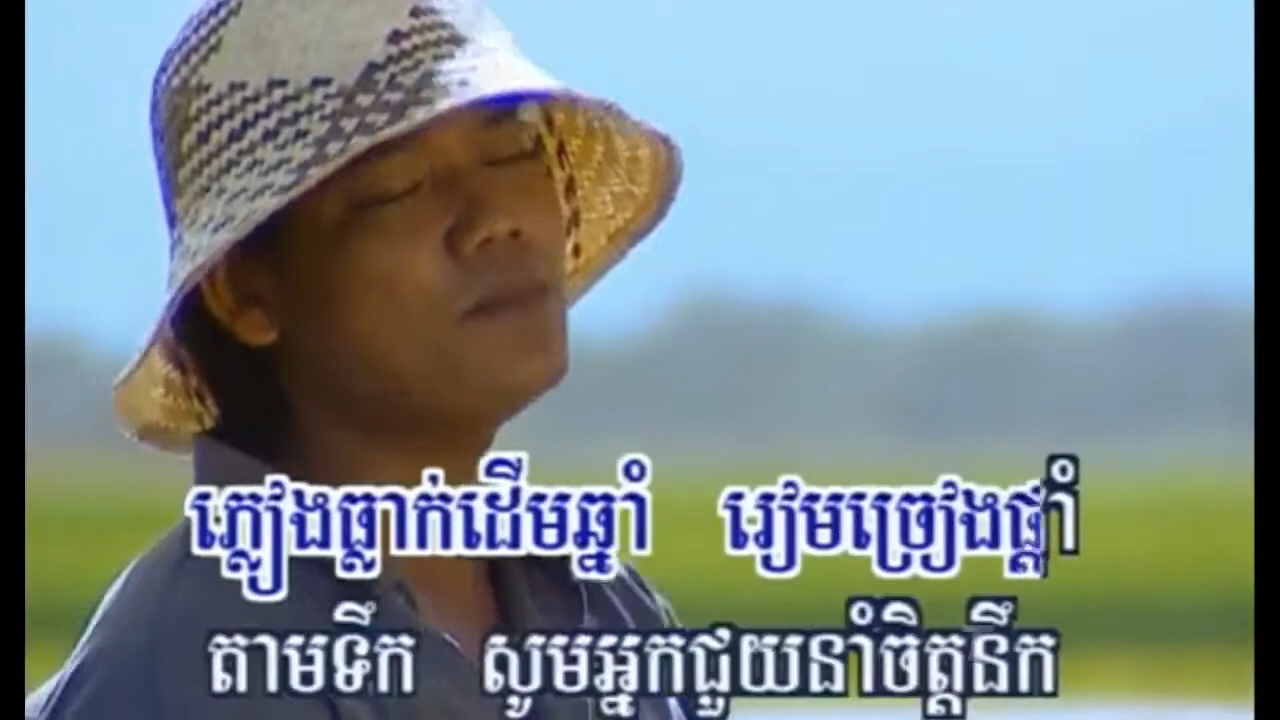 ភ្លៀងធ្លាក់ដើមឆ្នាំ រៀមច្រៀងផ្ដាំ
តាមទឹក សូមអ្នកជួយនាំចិត្តនឹក